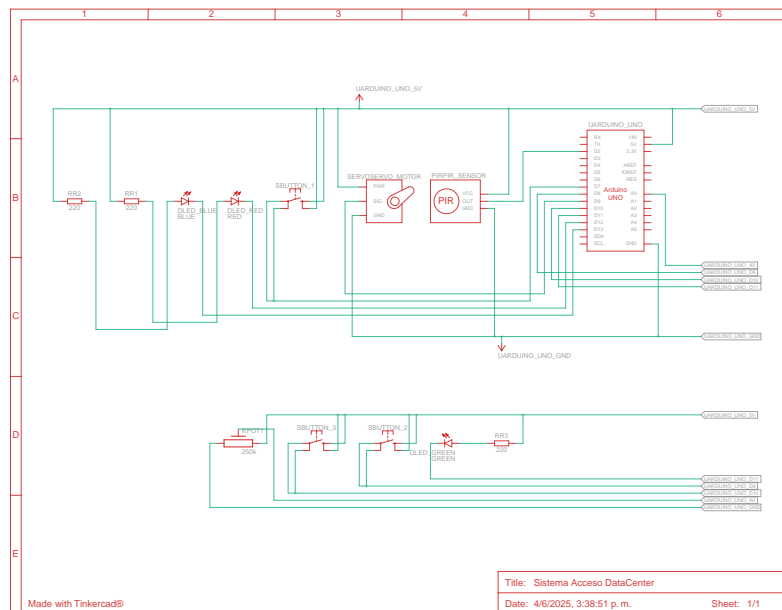 1 2 3 4 5 6
A
UARDUINO_UNO_5V
UARDUINO_UNO_5V
UARDUINO_UNO
RX
TX
D2
D3
D4
D5
D6
D7
D8
D9
D10
D11
D12
D13
SDA
SCL
VIN
5V
3.3V
AREF
IOREF
RES
A0
A1
A2
A3
A4
A5
GND
Arduino
UNO
B
RR2
220
RR1
220
DLED_BLUE
BLUE
DLED_RED
RED
SBUTTON_1
SERVOSERVO_MOTOR
PWR
SIG
GND
PIRPIR_SENSOR
PIR
VCC
OUT
GND
UARDUINO_UNO_A0
UARDUINO_UNO_D8
UARDUINO_UNO_D10
UARDUINO_UNO_D11
C
UARDUINO_UNO_GND
UARDUINO_UNO_GND
D
UARDUINO_UNO_5V
RPOT1
250k
SBUTTON_3
SBUTTON_2
DLED_GREEN
GREEN
RR3
220
UARDUINO_UNO_D11
UARDUINO_UNO_D8
UARDUINO_UNO_D10
UARDUINO_UNO_A0
UARDUINO_UNO_GND
E
Title: Sistema Acceso DataCenter
Made with Tinkercad®
Date: 4/6/2025, 3:38:51 p. m. Sheet: 1/1